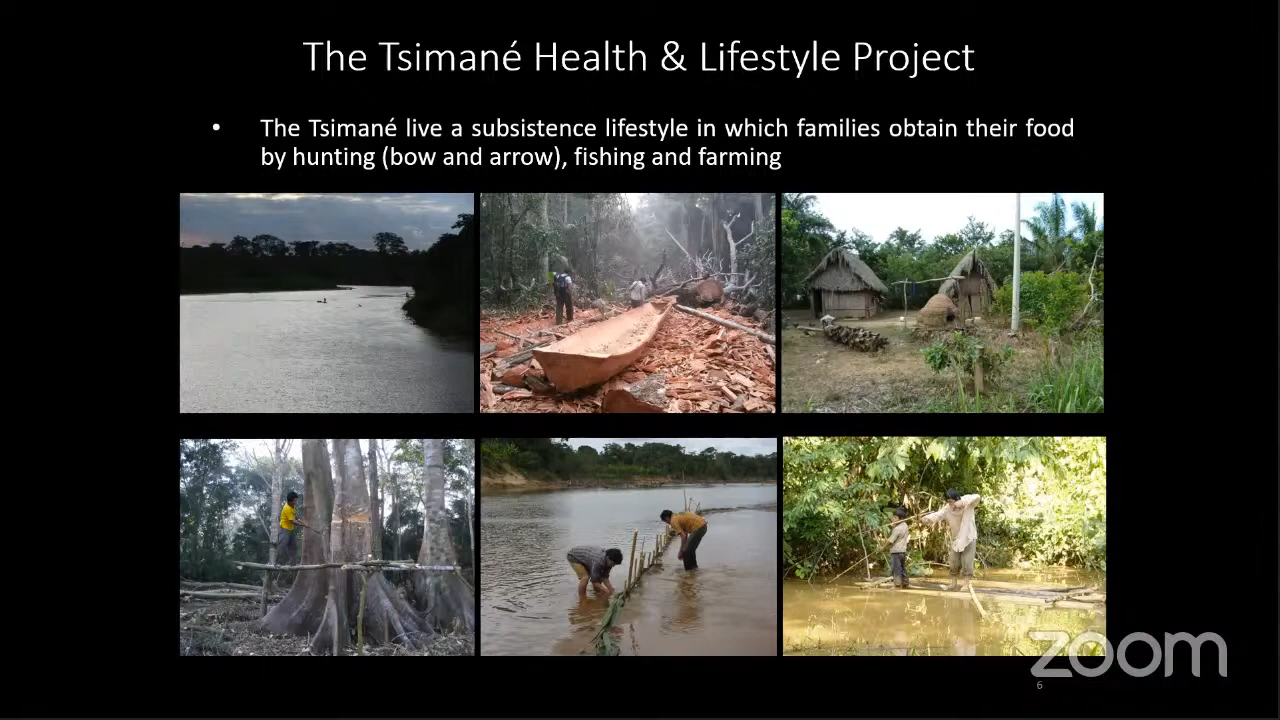 The Tsimané Health & Lifestyle Project
• The Tsimané live a subsistence lifestyle in which families obtain their food
by hunting (bow and arrow), fishing and farming
zoom
6